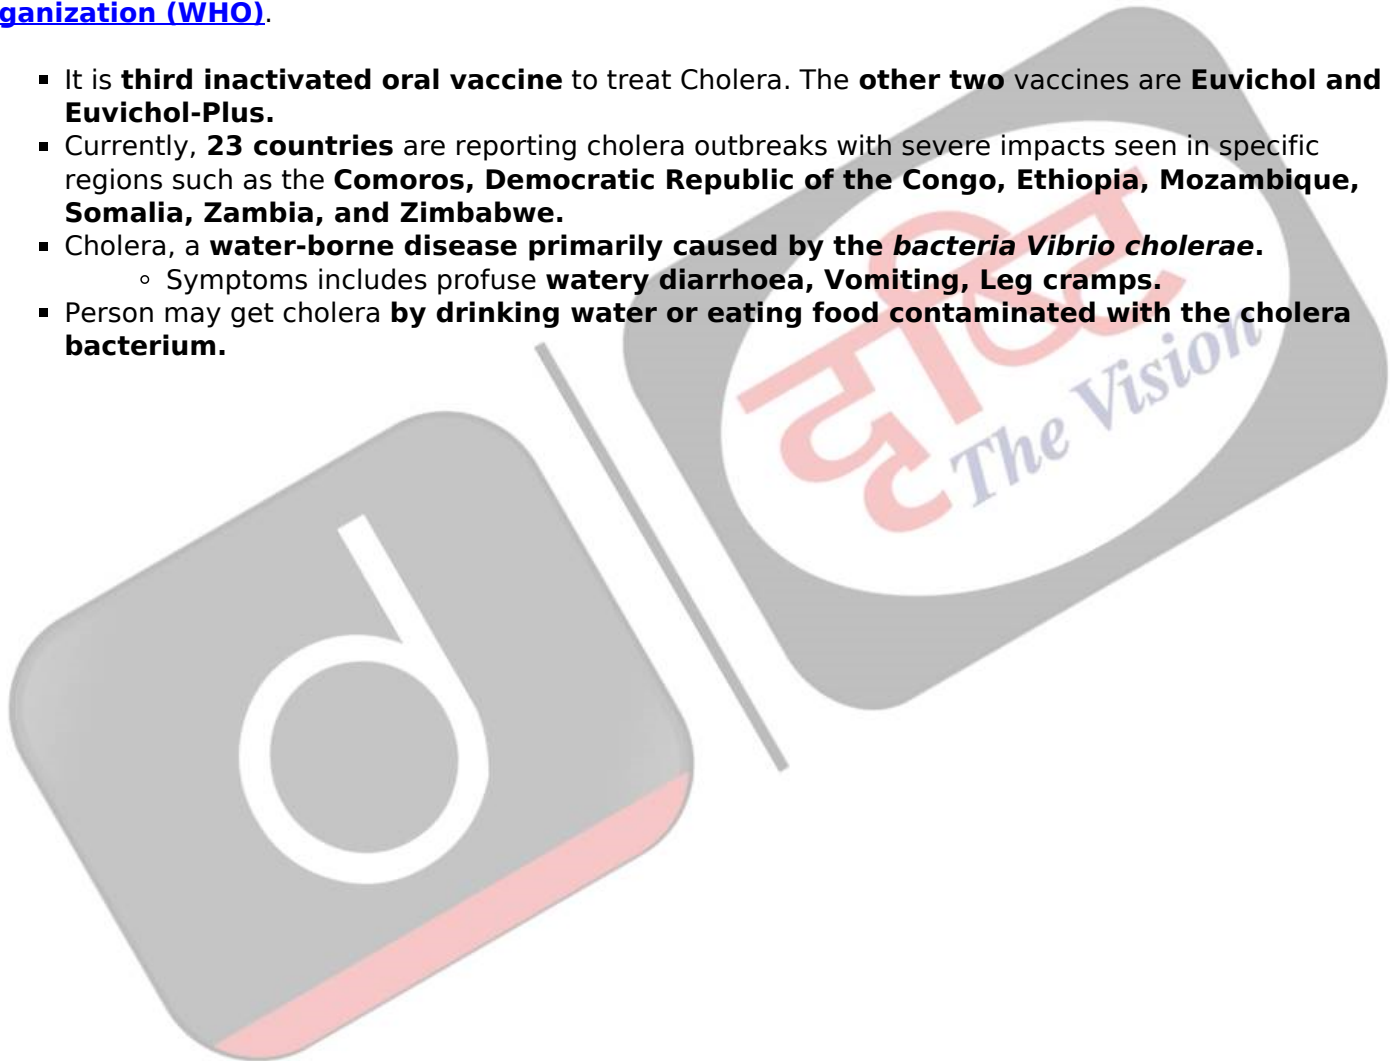 ganization (WHO).
▪ It is third inactivated oral vaccine to treat Cholera. The other two vaccines are Euvichol and
Euvichol-Plus.
▪ Currently, 23 countries are reporting cholera outbreaks with severe impacts seen in specific
regions such as the Comoros, Democratic Republic of the Congo, Ethiopia, Mozambique,
Somalia, Zambia, and Zimbabwe.
▪ Cholera, a water-borne disease primarily caused by the bacteria Vibrio cholerae.
◦ Symptoms includes profuse watery diarrhoea, Vomiting, Leg cramps.
▪ Person may get cholera by drinking water or eating food contaminated with the cholera
bacterium.
दृष्टि
The Vision
d